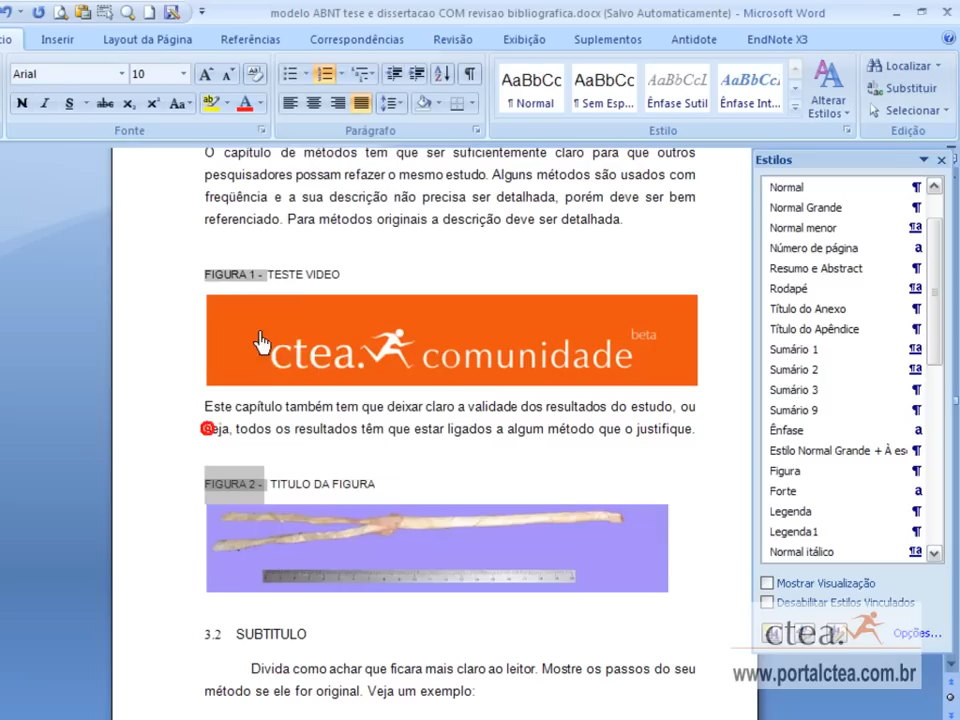 modelo ABNT tese e dissertacao COM revisao bibliografica.docx (Salvo Automaticamente) - Microsoft Word
Inserir Layout da Página Referências Correspondências Revisão Exibição Suplementos Antidote EndNote X3
Arial 10
N I S abc x₂ x² Aa
AaBbCc AaBbCc AaBbCcL AaBbCc
¶ Normal ¶ Sem Esp... Ênfase Sutil Ênfase Int...
Alterar
Estilos
Localizar
Substituir
Selecionar
Fonte Parágrafo Estilo Edição
O capítulo de métodos tem que ser suficientemente claro para que outros
pesquisadores possam refazer o mesmo estudo. Alguns métodos são usados com
freqüência e a sua descrição não precisa ser detalhada, porém deve ser bem
referenciado. Para métodos originais a descrição deve ser detalhada.
FIGURA 1 - TESTE VIDEO
beta
ctea. comunidade
Este capítulo também tem que deixar claro a validade dos resultados do estudo, ou
seja, todos os resultados têm que estar ligados a algum método que o justifique.
FIGURA 2 - TITULO DA FIGURA
3.2 SUBTITULO
Divida como achar que ficara mais claro ao leitor. Mostre os passos do seu
método se ele for original. Veja um exemplo:
Estilos
Normal
Normal Grande
Normal menor
Número de página
Resumo e Abstract
Rodapé
Título do Anexo
Título do Apêndice
Sumário 1
Sumário 2
Sumário 3
Sumário 9
Ênfase
Estilo Normal Grande + À es
Figura
Forte
Legenda
Legenda1
Normal itálico
Mostrar Visualização
Desabilitar Estilos Vinculados
Opções...
ctea.
www.portalctea.com.br